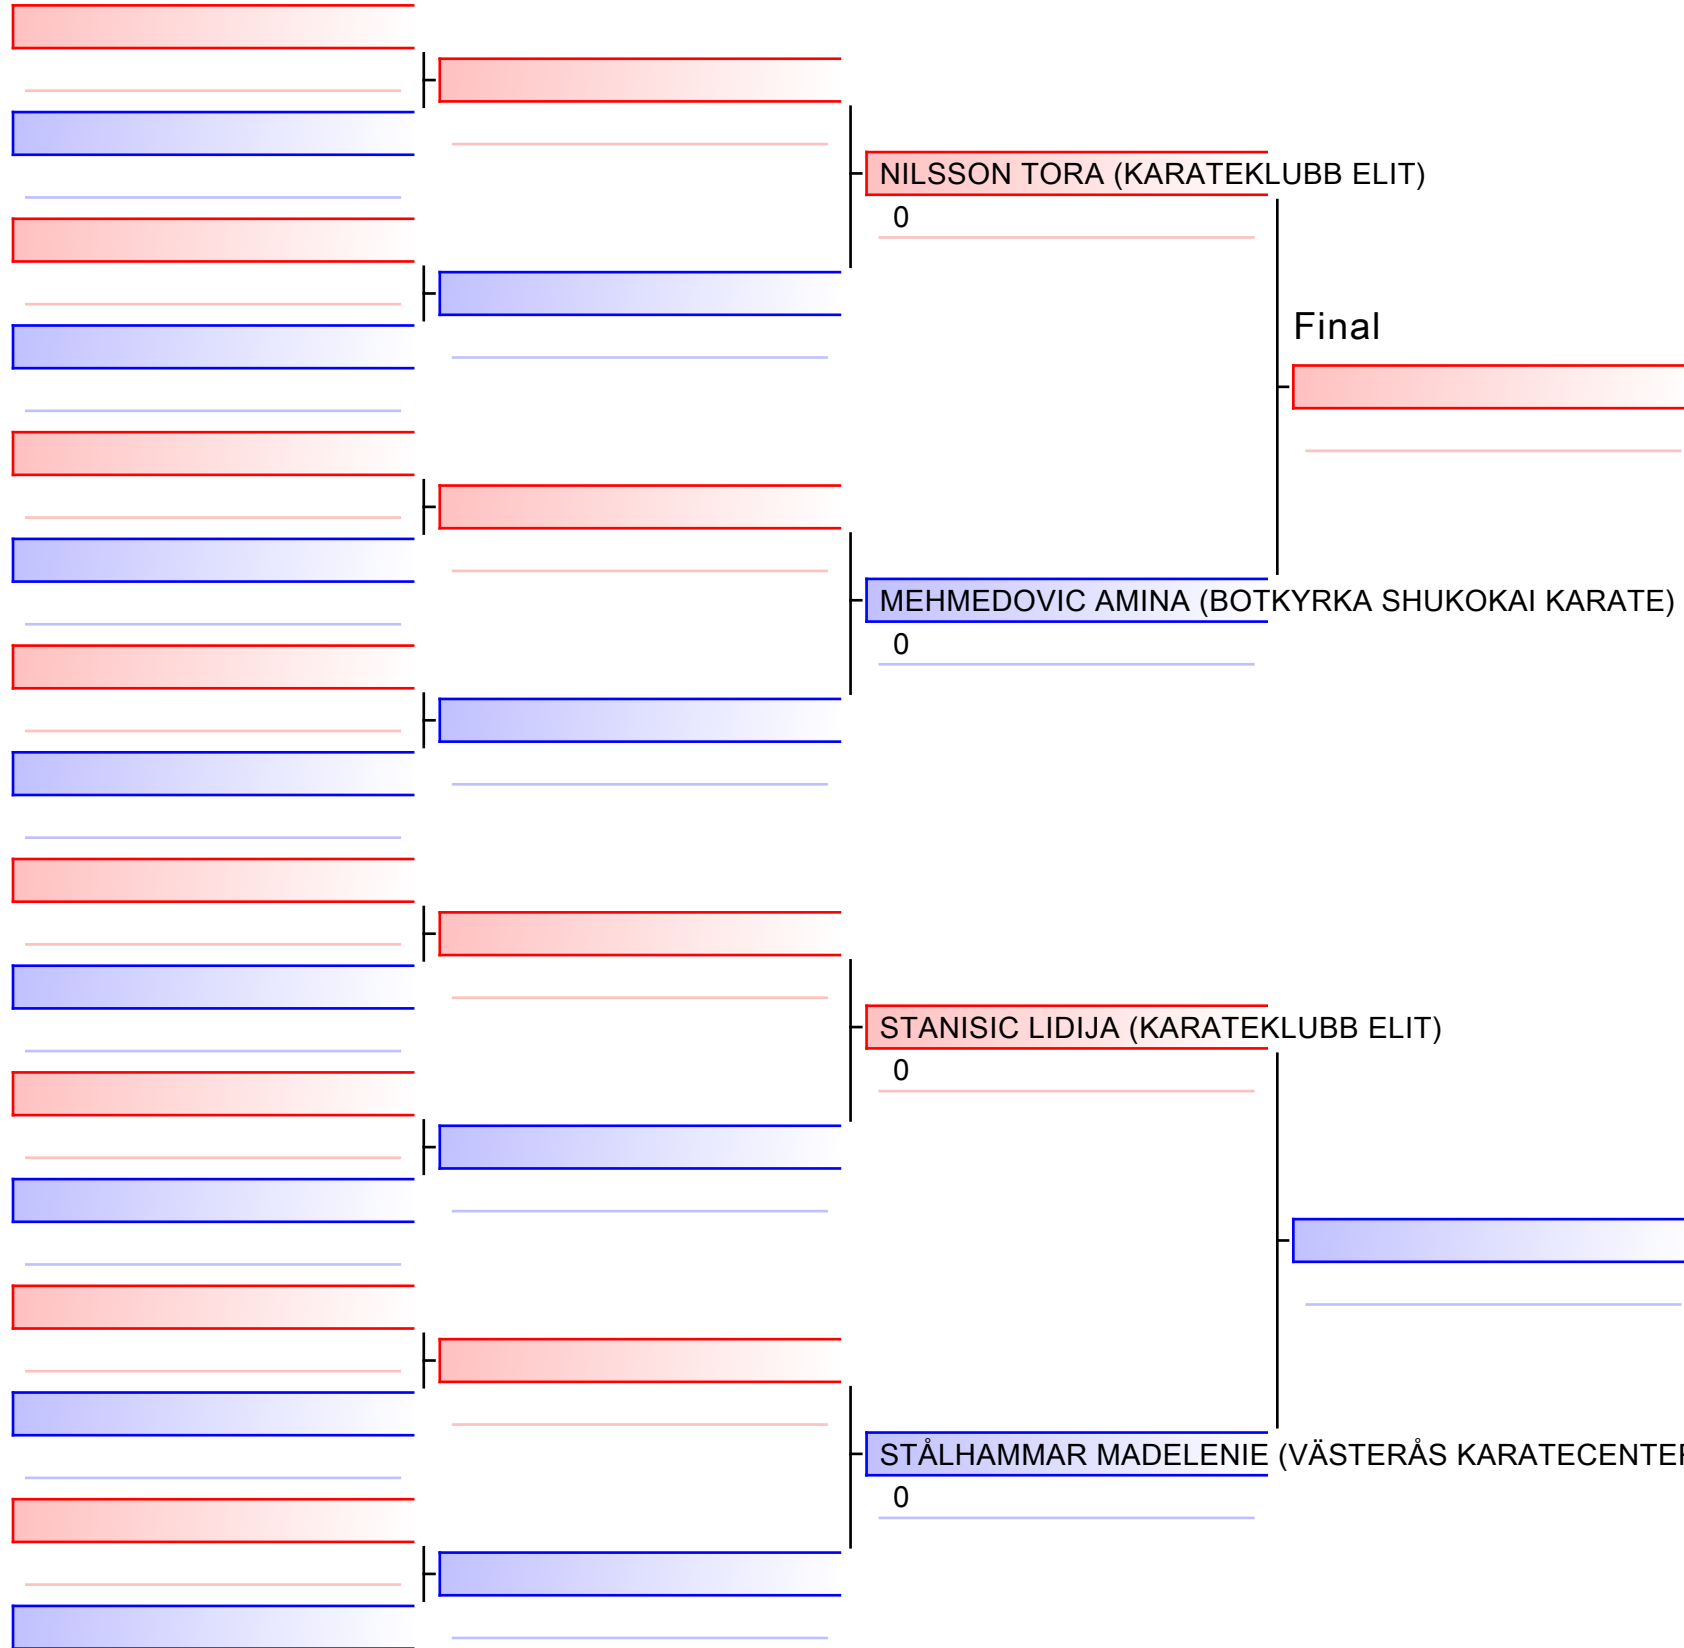 NILSSON TORA (KARATEKLUBB ELIT)
0
Final
MEHMEDOVIC AMINA (BOTKYRKA SHUKOKAI KARATE)
0
STANISIC LIDIJA (KARATEKLUBB ELIT)
0
STÅLHAMMAR MADELENIE (VÄSTERÅS KARATECENTER
0